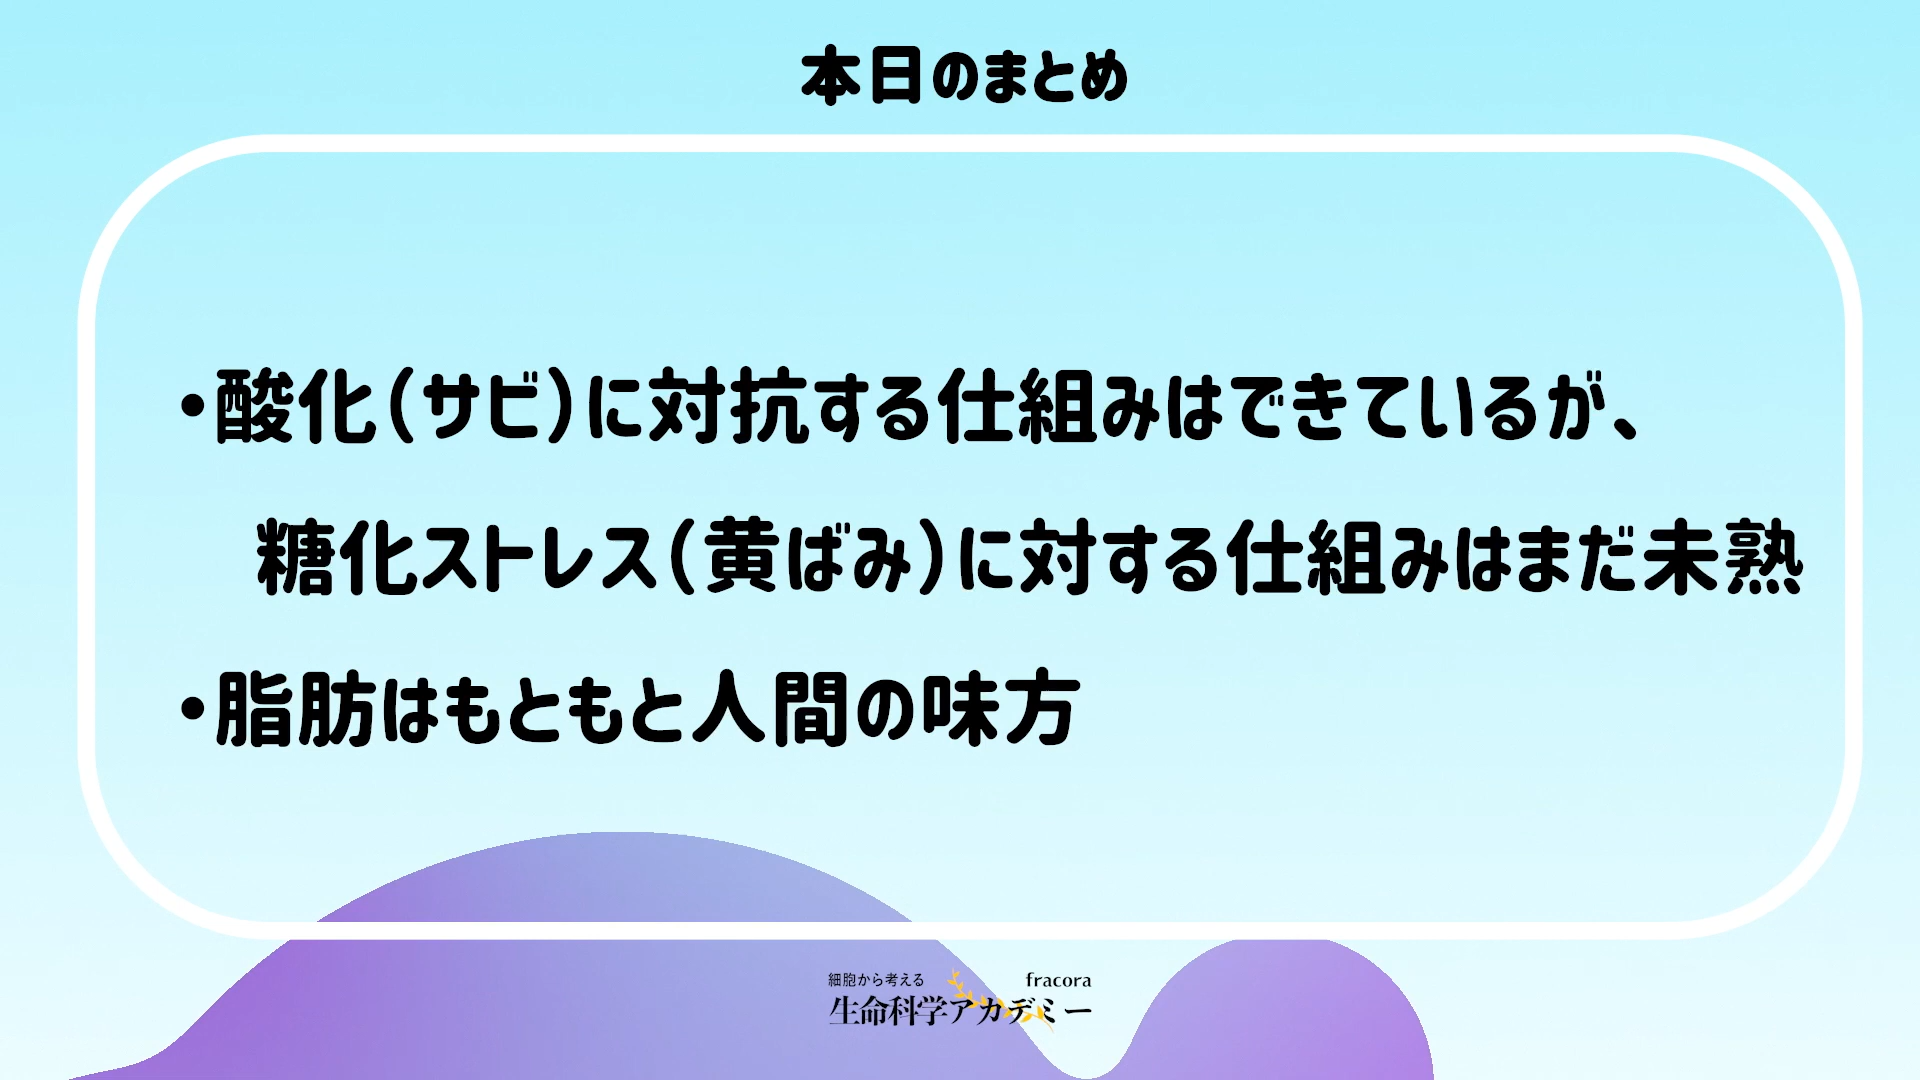 本日のまとめ
・酸化(サビ)に対抗する仕組みはできているが、
糖化ストレス(黄ばみ)に対する仕組みはまだ未熟
・脂肪はもともと人間の味方
細胞から考える fracora
生命科学アカデミー